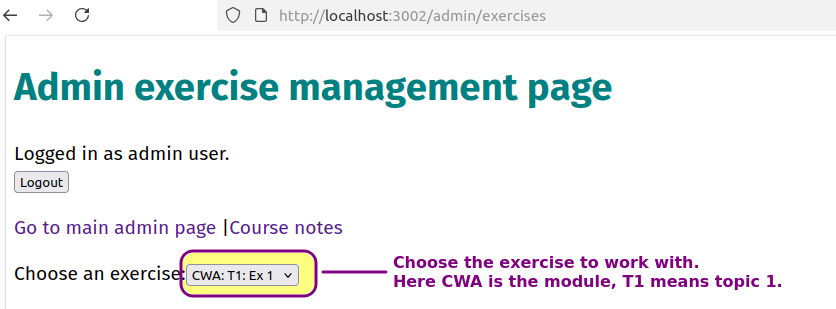 http://localhost:3002/admin/exercises
Admin exercise management page
Logged in as admin user.
Logout
Go to main admin page |Course notes
Choose an exercise: CWA: T1: Ex 1
Choose the exercise to work with.
Here CWA is the module, T1 means topic 1.